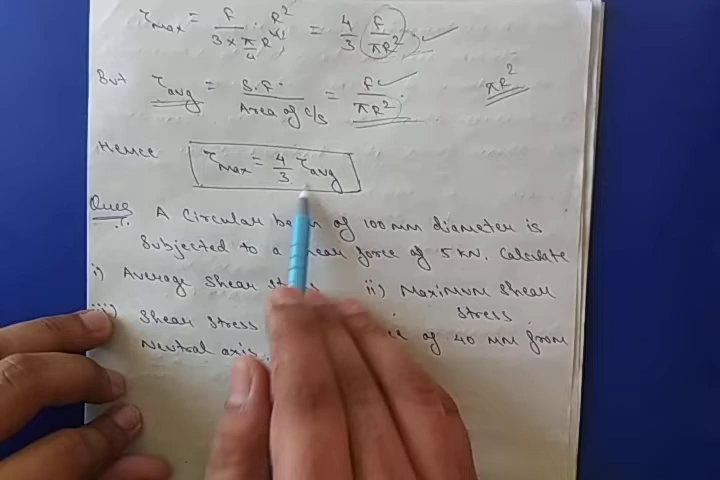 τmax = F / (3 × π/4 R⁴) · R² = 4/3 F/πR²
But τavg = S.F. / Area of C/s = F / πR²  πR²
Hence τmax = 4/3 τavg
Ques :. A Circular beam of 100 mm diameter is
Subjected to a shear force of 5 KN. Calculate
i) Average Shear ii) Maximum Shear
Stress
iii) Shear Stress of 40 mm from
Neutral axis.